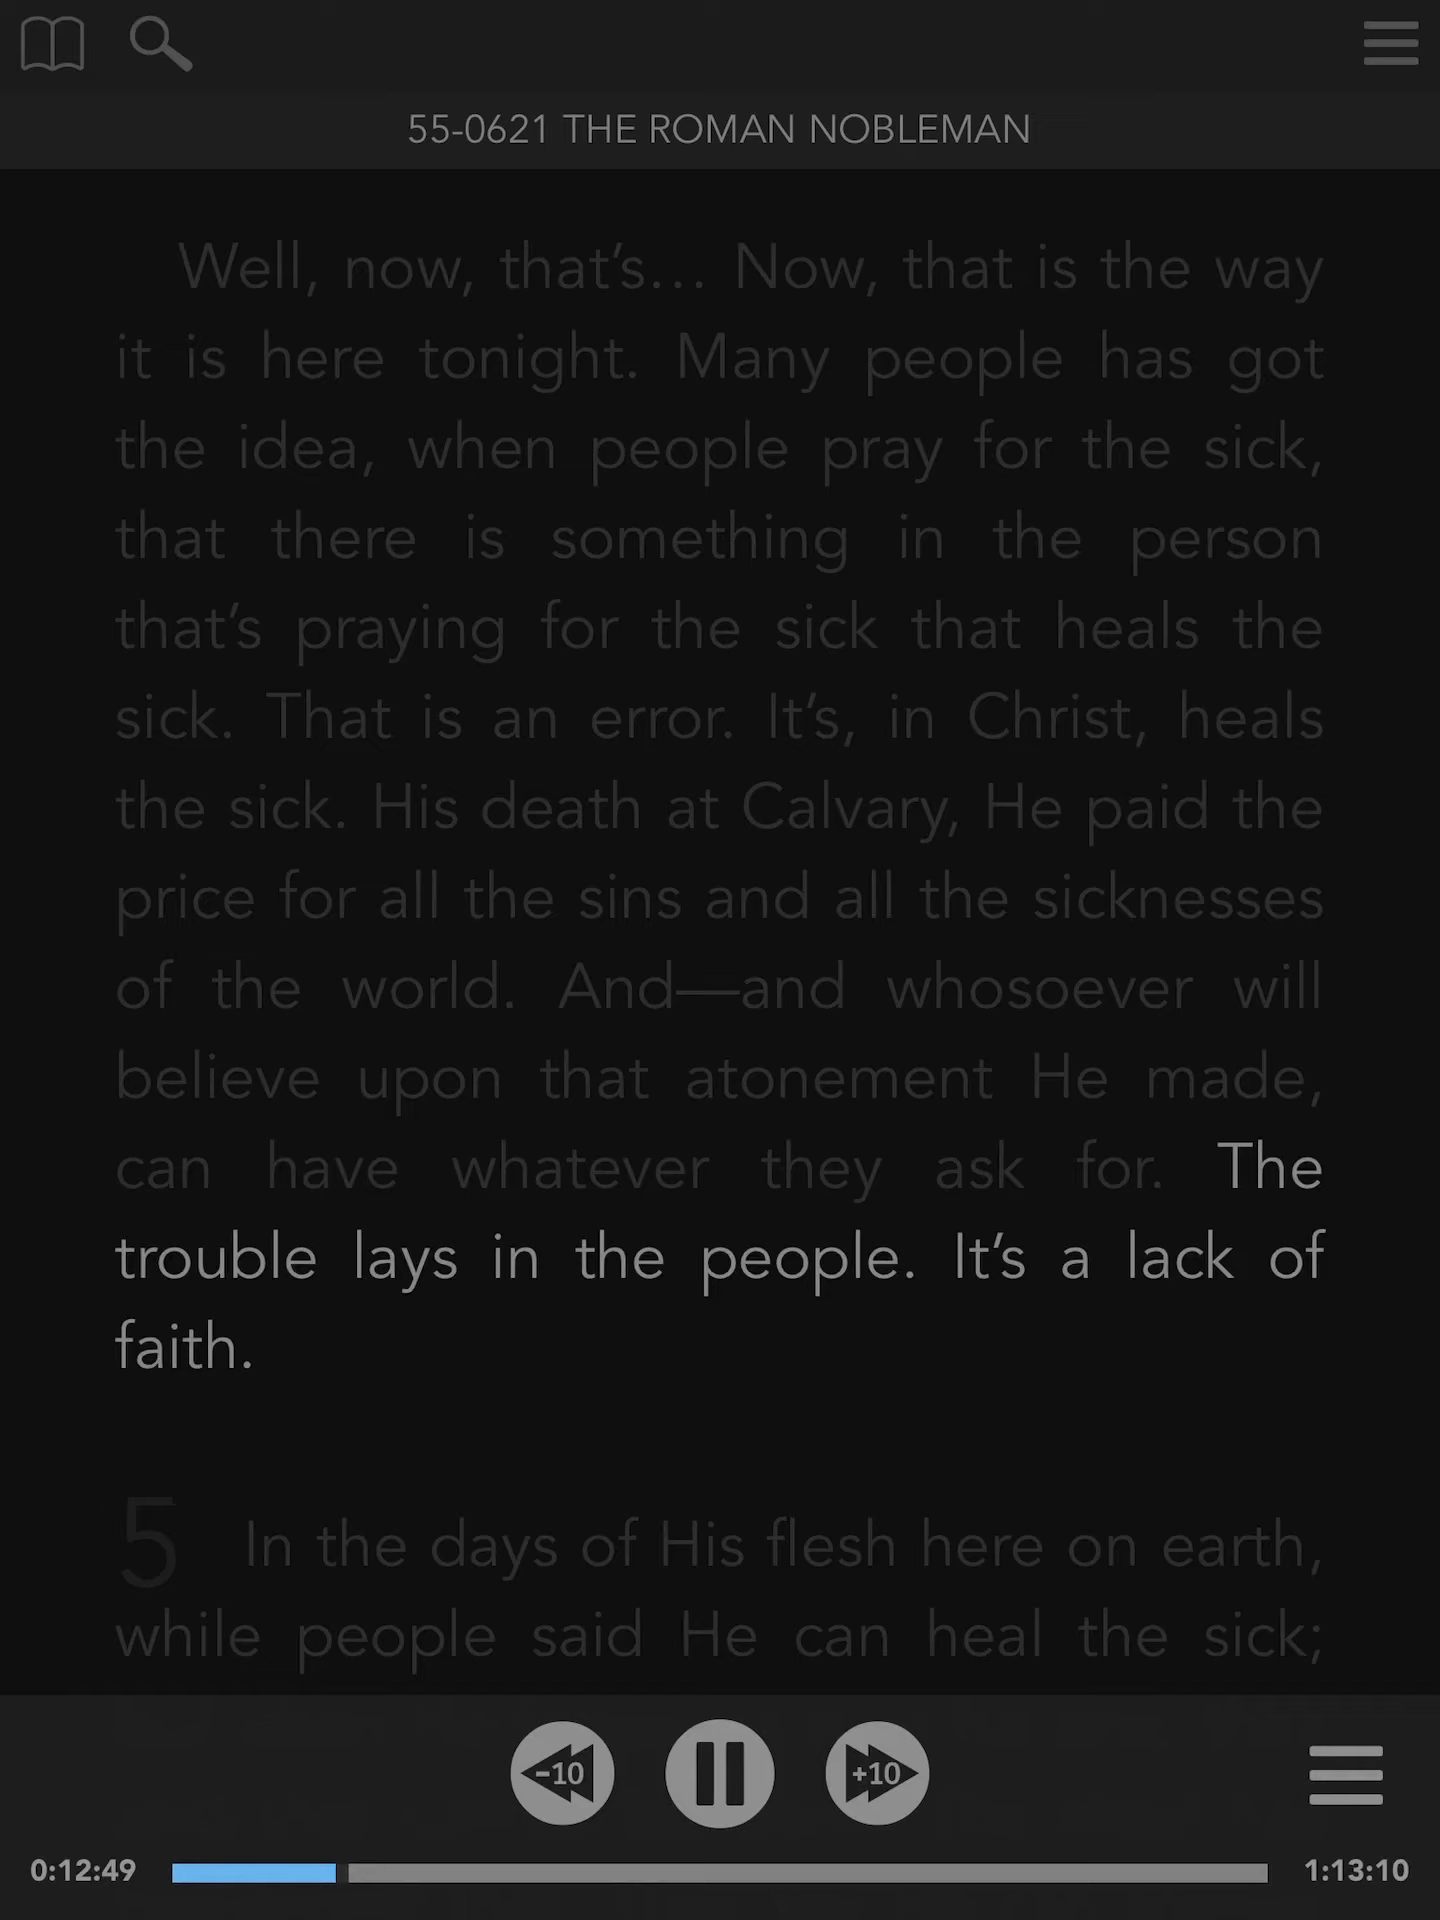 55-0621 THE ROMAN NOBLEMAN
Well, now, that’s… Now, that is the way
it is here tonight. Many people has got
the idea, when people pray for the sick,
that there is something in the person
that’s praying for the sick that heals the
sick. That is an error. It’s, in Christ, heals
the sick. His death at Calvary, He paid the
price for all the sins and all the sicknesses
of the world. And—and whosoever will
believe upon that atonement He made,
can have whatever they ask for. The
trouble lays in the people. It’s a lack of
faith.
5 In the days of His flesh here on earth,
while people said He can heal the sick;
-10 +10
0:12:49 1:13:10